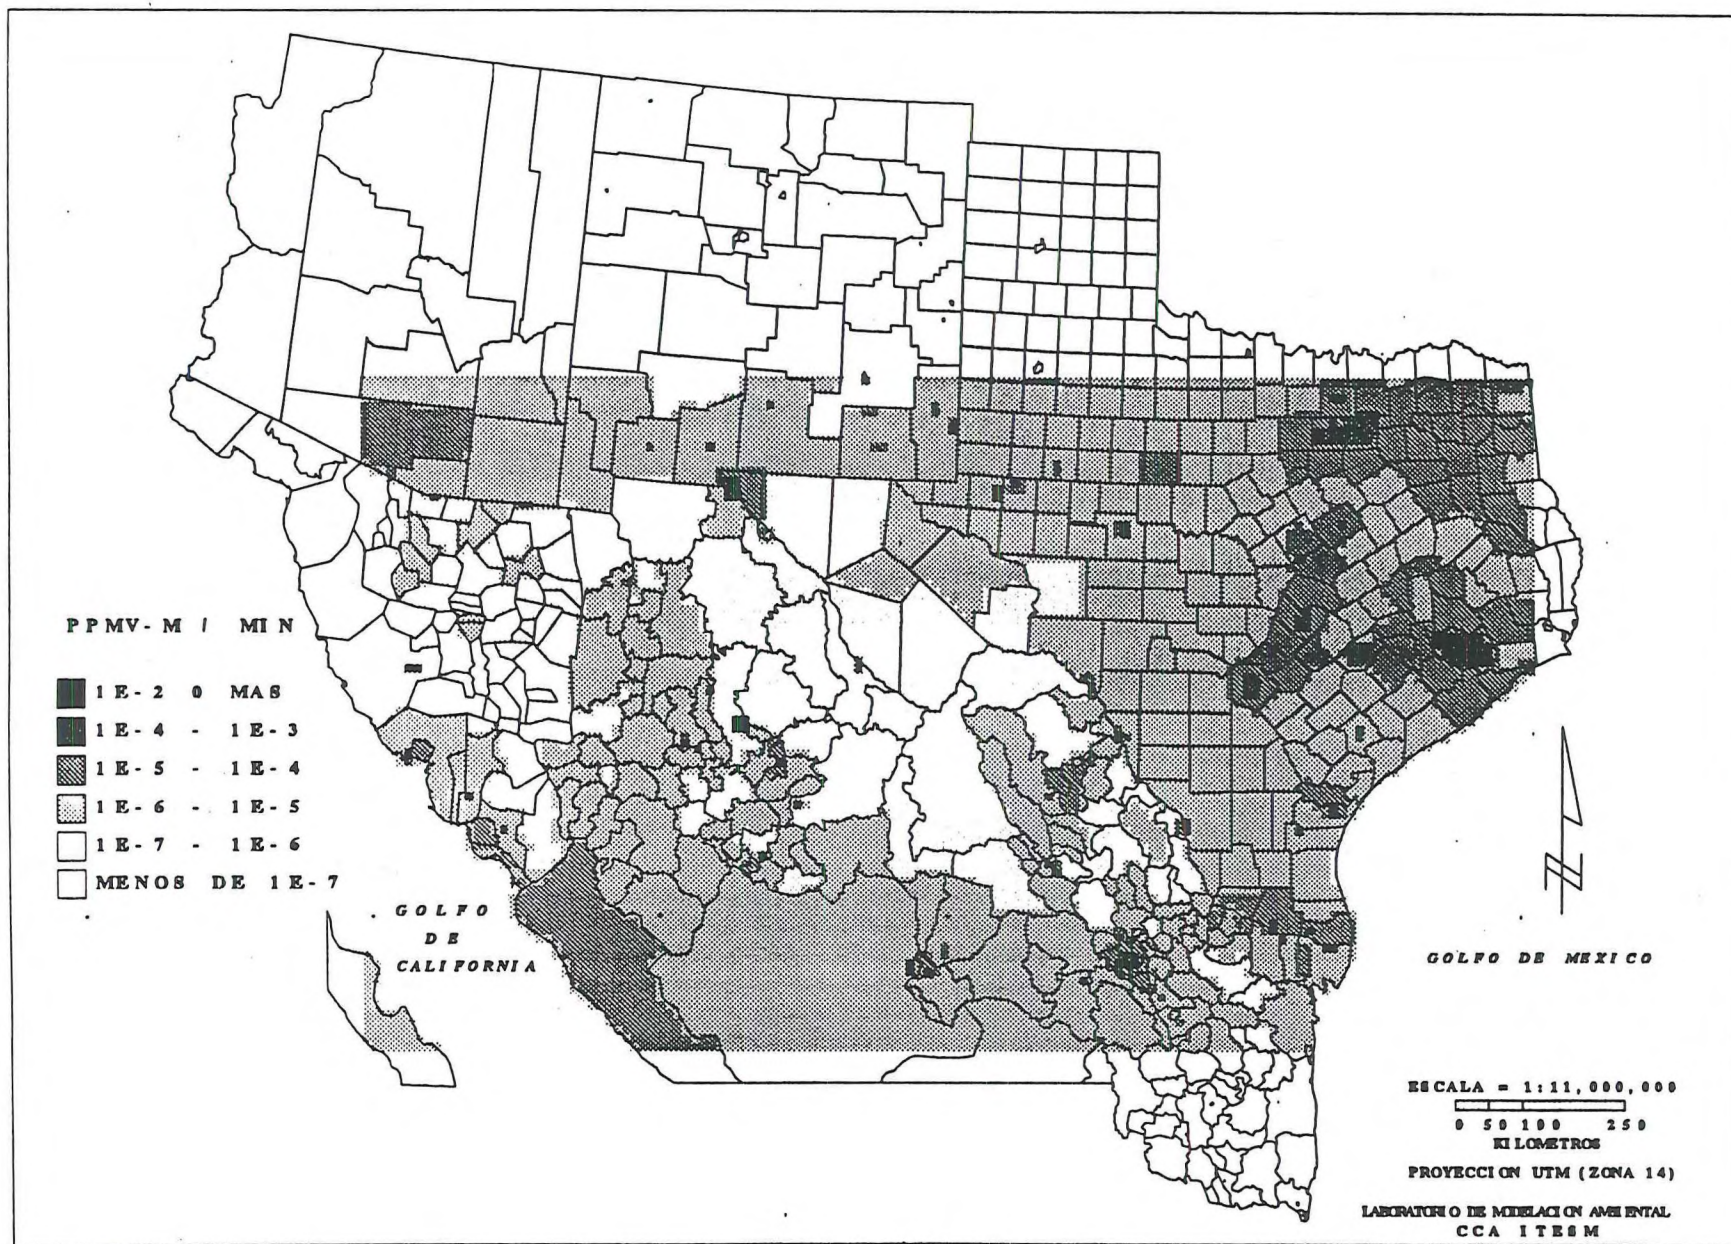 PPMV-M / MIN
1E-2 0 MAS
1E-4 - 1E-3
1E-5 - 1E-4
1E-6 - 1E-5
1E-7 - 1E-6
MENOS DE 1E-7
GOLFO
DE
CALIFORNIA
GOLFO DE MEXICO
ESCALA = 1:11,000,000
0 50 100 250
KILOMETROS
PROYECCION UTM (ZONA 14)
LABORATORIO DE MODELACION AMBIENTAL
CCA ITESM